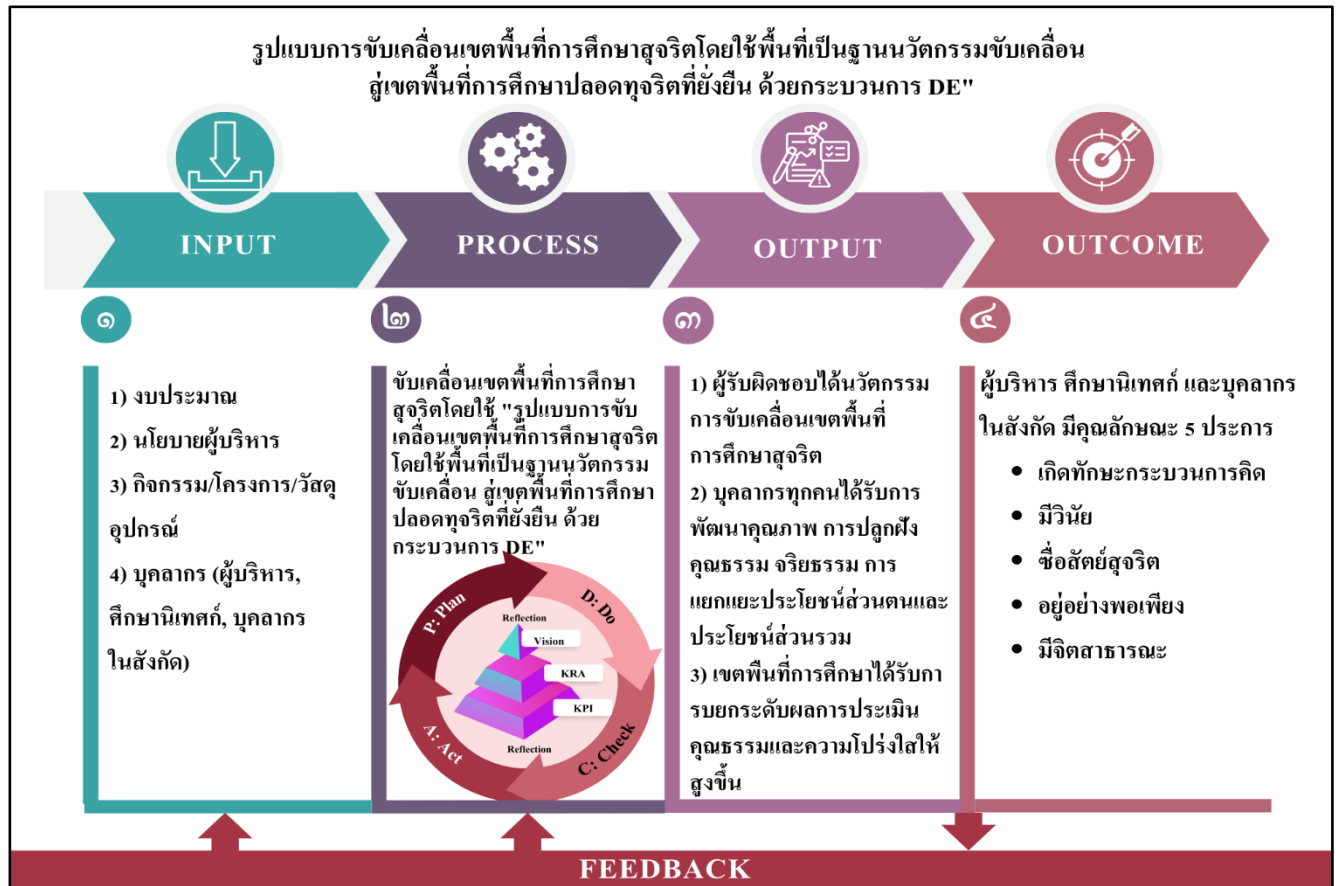 รูปแบบการขับเคลื่อนเขตพื้นที่การศึกษาสุจริตโดยใช้พื้นที่เป็นฐานนวัตกรรมขับเคลื่อน
สู่เขตพื้นที่การศึกษาปลอดทุจริตที่ยั่งยืน ด้วยกระบวนการ DE"
INPUT
PROCESS
OUTPUT
OUTCOME
๑
๒
๓
๔
1) งบประมาณ
2) นโยบายผู้บริหาร
3) กิจกรรม/โครงการ/วัสดุ
อุปกรณ์
4) บุคลากร (ผู้บริหาร,
ศึกษานิเทศก์, บุคลากร
ในสังกัด)
ขับเคลื่อนเขตพื้นที่การศึกษา
สุจริตโดยใช้ "รูปแบบการขับ
เคลื่อนเขตพื้นที่การศึกษาสุจริต
โดยใช้พื้นที่เป็นฐานนวัตกรรม
ขับเคลื่อน สู่เขตพื้นที่การศึกษา
ปลอดทุจริตที่ยั่งยืน ด้วย
กระบวนการ DE"
P: Plan
D: Do
C: Check
A: Act
Reflection
Vision
KRA
KPI
Reflection
1) ผู้รับผิดชอบได้นวัตกรรม
การขับเคลื่อนเขตพื้นที่
การศึกษาสุจริต
2) บุคลากรทุกคนได้รับการ
พัฒนาคุณภาพ การปลูกฝัง
คุณธรรม จริยธรรม การ
แยกแยะประโยชน์ส่วนตนและ
ประโยชน์ส่วนรวม
3) เขตพื้นที่การศึกษาได้รับกา
รยกระดับผลการประเมิน
คุณธรรมและความโปร่งใสให้
สูงขึ้น
ผู้บริหาร ศึกษานิเทศก์ และบุคลากร
ในสังกัด มีคุณลักษณะ 5 ประการ
• เกิดทักษะกระบวนการคิด
• มีวินัย
• ซื่อสัตย์สุจริต
• อยู่อย่างพอเพียง
• มีจิตสาธารณะ
FEEDBACK